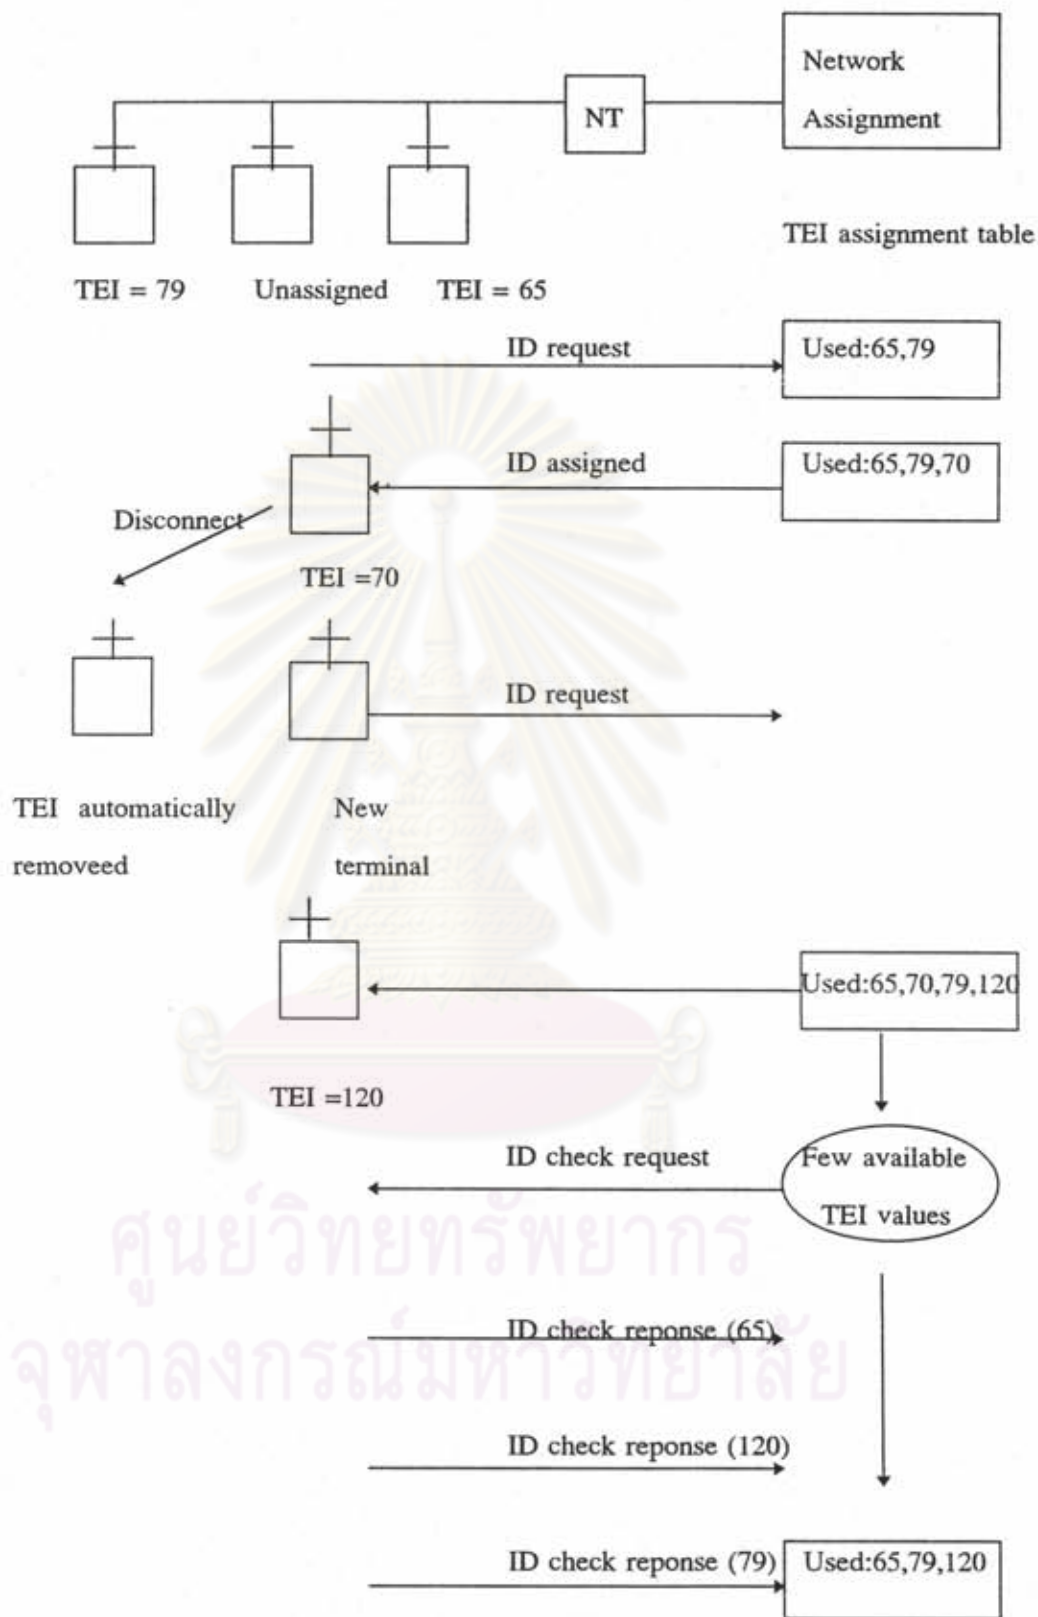 Network
Assignment
NT
TEI assignment table
TEI = 79 Unassigned TEI = 65
ID request
Used:65,79
ID assigned
Used:65,79,70
Disconnect
TEI =70
ID request
TEI automatically
removeed
New
terminal
Used:65,70,79,120
TEI =120
ID check request
Few available
TEI values
ศูนย์วิทยทรัพยากร
จุฬาลงกรณ์มหาวิทยาลัย
ID check reponse (65)
ID check reponse (120)
ID check reponse (79)
Used:65,79,120